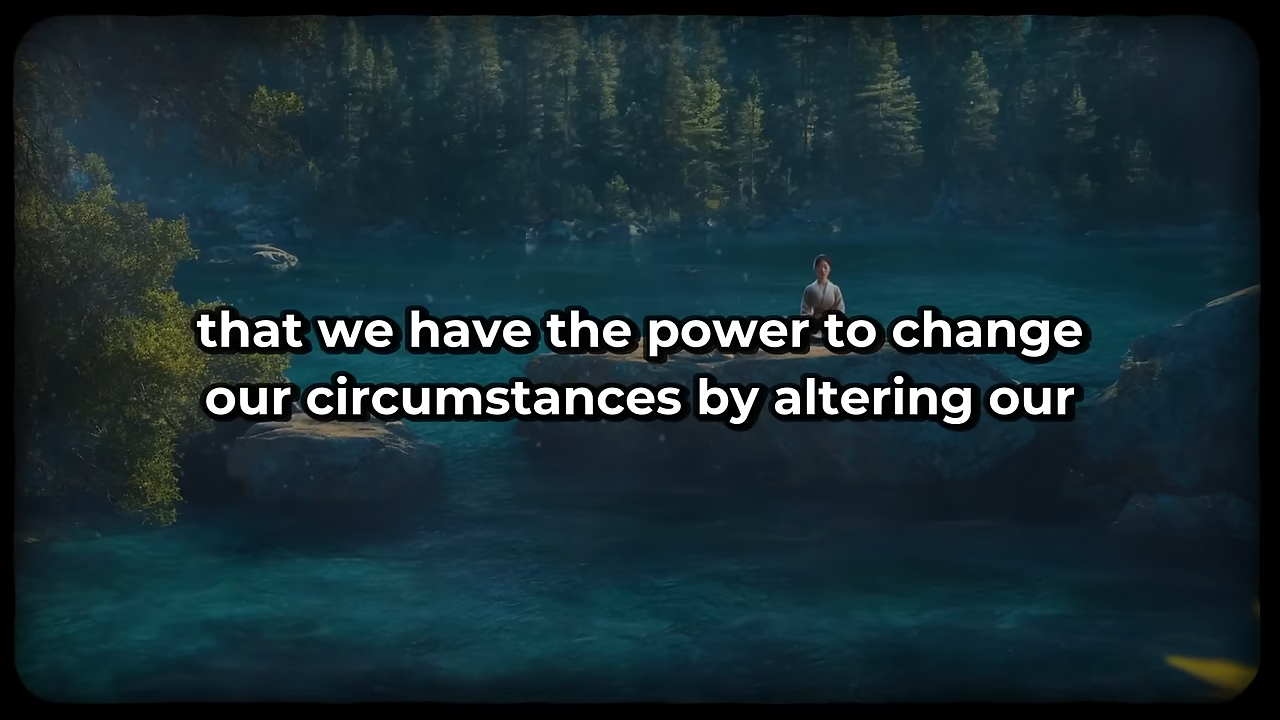 that we have the power to change
our circumstances by altering our